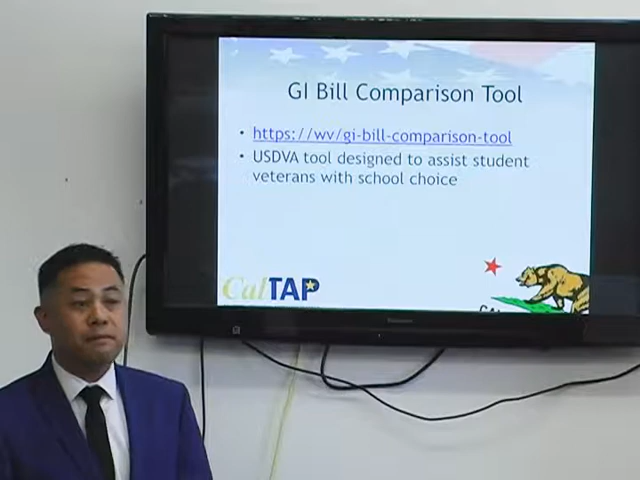 GI Bill Comparison Tool
• https://wv/gi-bill-comparison-tool
• USDVA tool designed to assist student
veterans with school choice
CalTAP